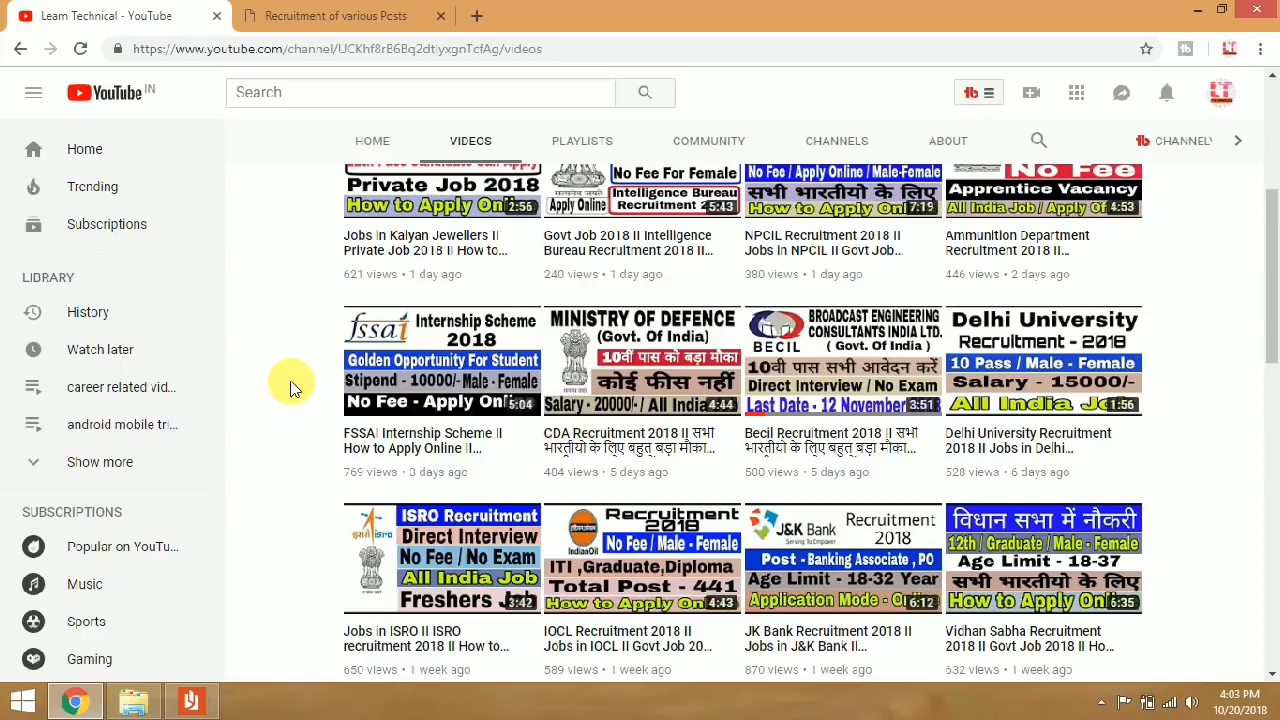 Learn Technical - YouTube
Recruitment of various Posts
https://www.youtube.com/channel/UCKhf8rB6Bq2dtlyxgnTcfAg/videos
YouTube IN
Search
HOME
VIDEOS
PLAYLISTS
COMMUNITY
CHANNELS
ABOUT
CHANNELY
Home
Trending
Subscriptions
LIBRARY
History
Watch later
career related vid...
android mobile tri...
Show more
SUBSCRIPTIONS
Popular on YouTu...
Music
Sports
Gaming
Private Job 2018
How to Apply Onl
2:56
Jobs in Kalyan Jewellers II
Private Job 2018 II How to...
621 views • 1 day ago
No Fee For Female
Apply Online
Intelligence Bureau
Recruitment 2
5:43
Govt Job 2018 II Intelligence
Bureau Recruitment 2018 II...
240 views • 1 day ago
No Fee / Apply Online / Male-Female
सभी भारतीयो के लिए
How to Apply Onl
7:19
NPCIL Recruitment 2018 II
Jobs in NPCIL II Govt Job...
380 views • 1 day ago
No Fee
Apprentice Vacancy
All India Job / Apply Of
4:53
Ammunition Department
Recruitment 2018 II...
446 views • 2 days ago
fssai Internship Scheme
2018
Golden Opportunity For Student
Stipend - 10000/- Male - Female
No Fee - Apply Onl
5:04
FSSAI Internship Scheme II
How to Apply Online II...
769 views • 3 days ago
MINISTRY OF DEFENCE
(Govt. Of India)
10वीं पास को बड़ा मौका
कोई फीस नहीं
Salary - 20000/- / All India
4:44
CDA Recruitment 2018 II सभी
भारतीयो के लिए बहुत बड़ा मौका...
484 views • 5 days ago
BECIL
BROADCAST ENGINEERING
CONSULTANTS INDIA LTD.
( Govt. Of India )
10वीं पास सभी आवेदन करें
Direct Interview / No Exam
Last Date - 12 November
3:51
Becil Recruitment 2018 II सभी
भारतीयो के लिए बहुत बड़ा मौका...
500 views • 5 days ago
Delhi University
Recruitment - 2018
10 Pass / Male - Female
Salary - 15000/-
All India Jo
1:56
Delhi University Recruitment
2018 II Jobs in Delhi...
528 views • 6 days ago
इसरो isro
ISRO Recruitment
Direct Interview
No Fee / No Exam
All India Job
Freshers Job
3:42
Jobs in ISRO II ISRO
recruitment 2018 II How to...
650 views • 1 week ago
IndianOil
Recruitment
2018
No Fee / Male - Female
ITI ,Graduate,Diploma
Total Post - 441
How to Apply On
4:43
IOCL Recruitment 2018 II
Jobs in IOCL II Govt Job 20...
589 views • 1 week ago
J&K Bank
Serving To Empower
Recruitment
2018
Post - Banking Associate , PO
Age Limit - 18-32 Year
Application Mode - O
6:12
JK Bank Recruitment 2018 II
Jobs in J&K Bank II...
870 views • 1 week ago
विधान सभा में नौकरी
12th / Graduate / Male - Female
Age Limit - 18-37
सभी भारतीयो के लिए
How to Apply Onl
6:35
Vidhan Sabha Recruitment
2018 II Govt Job 2018 II Ho...
632 views • 1 week ago
4:03 PM
10/20/2018